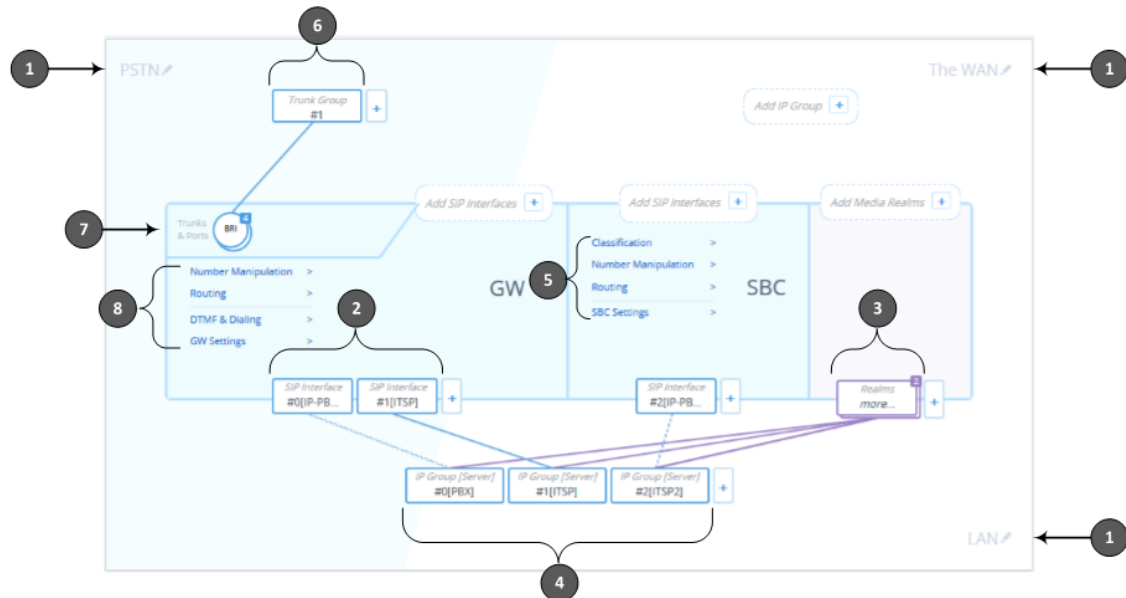 6
1
PSTN
The WAN
1
Trunk Group
#1
+
Add IP Group +
7
Trunks
& Ports
BRI
4
Add SIP Interfaces +
Add SIP Interfaces +
Add Media Realms +
8
Number Manipulation >
Routing >
DTMF & Dialing >
GW Settings >
GW
5
Classification >
Number Manipulation >
Routing >
SBC Settings >
SBC
2
3
SIP Interface
#0[IP-PB...
SIP Interface
#1[ITSP]
+
SIP Interface
#2[IP-PB...
+
Realms
more...
+
IP Group [Server]
#0[PBX]
IP Group [Server]
#1[ITSP]
IP Group [Server]
#2[ITSP2]
+
4
LAN
1